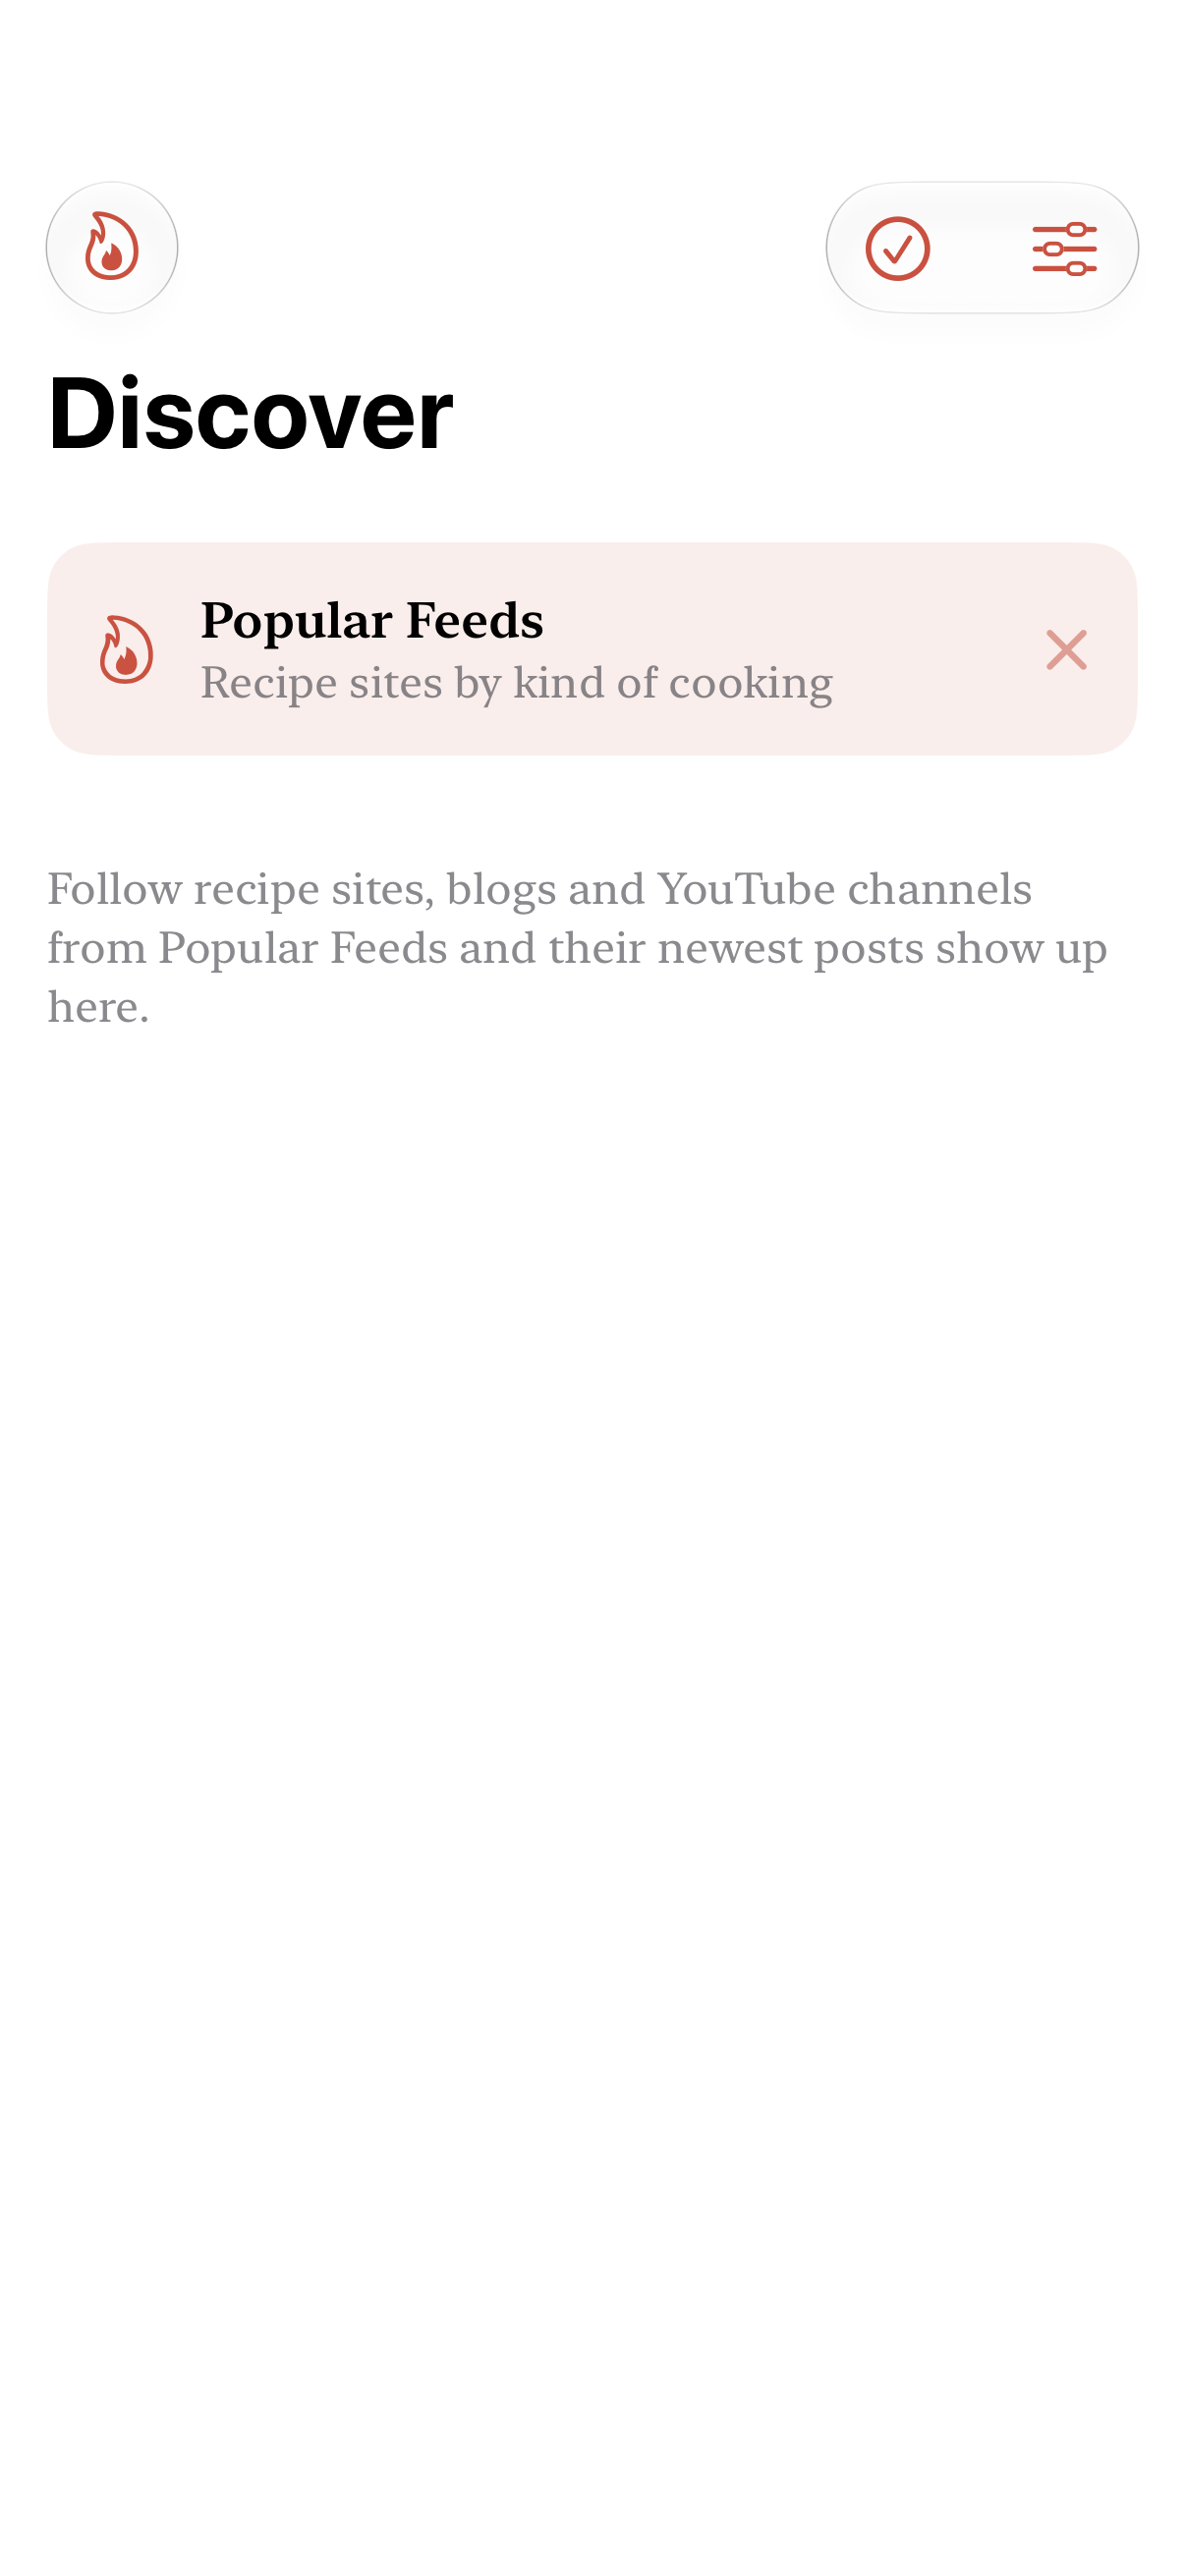 Discover
Popular Feeds
Recipe sites by kind of cooking
Follow recipe sites, blogs and YouTube channels
from Popular Feeds and their newest posts show up
here.